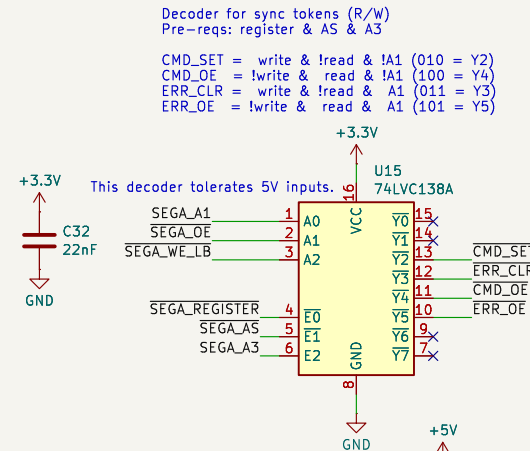 Decoder for sync tokens (R/W)
Pre-reqs: register & AS & A3
CMD_SET =  write & !read & !A1 (010 = Y2)
CMD_OE  = !write &  read & !A1 (100 = Y4)
ERR_CLR =  write & !read &  A1 (011 = Y3)
ERR_OE  = !write &  read &  A1 (101 = Y5)
+3.3V
U15
74LVC138A
This decoder tolerates 5V inputs.
+3.3V
C32
22nF
GND
16
VCC
SEGA_A1 1 A0 Y0 15
SEGA_OE 2 A1 Y1 14
SEGA_WE_LB 3 A2 Y2 13 CMD_SET
Y3 12 ERR_CLR
Y4 11 CMD_OE
SEGA_REGISTER 4 E0 Y5 10 ERR_OE
SEGA_AS 5 E1 Y6 9
SEGA_A3 6 E2 Y7 7
GND
8
GND
+5V